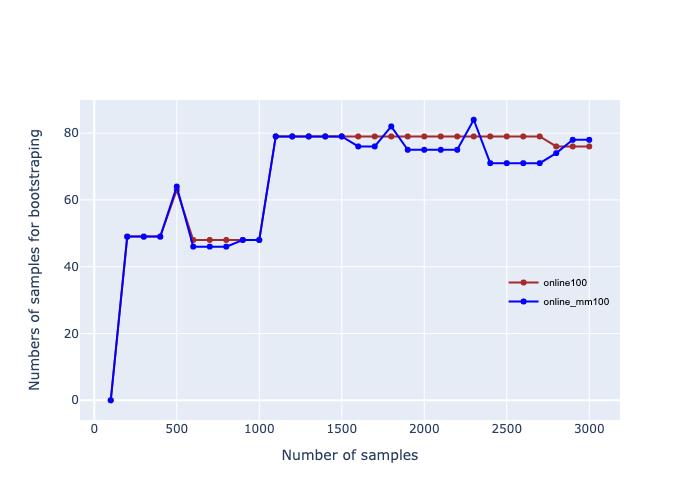 80
60
40
20
0
Numbers of samples for bootstraping
online100
online_mm100
0 500 1000 1500 2000 2500 3000
Number of samples